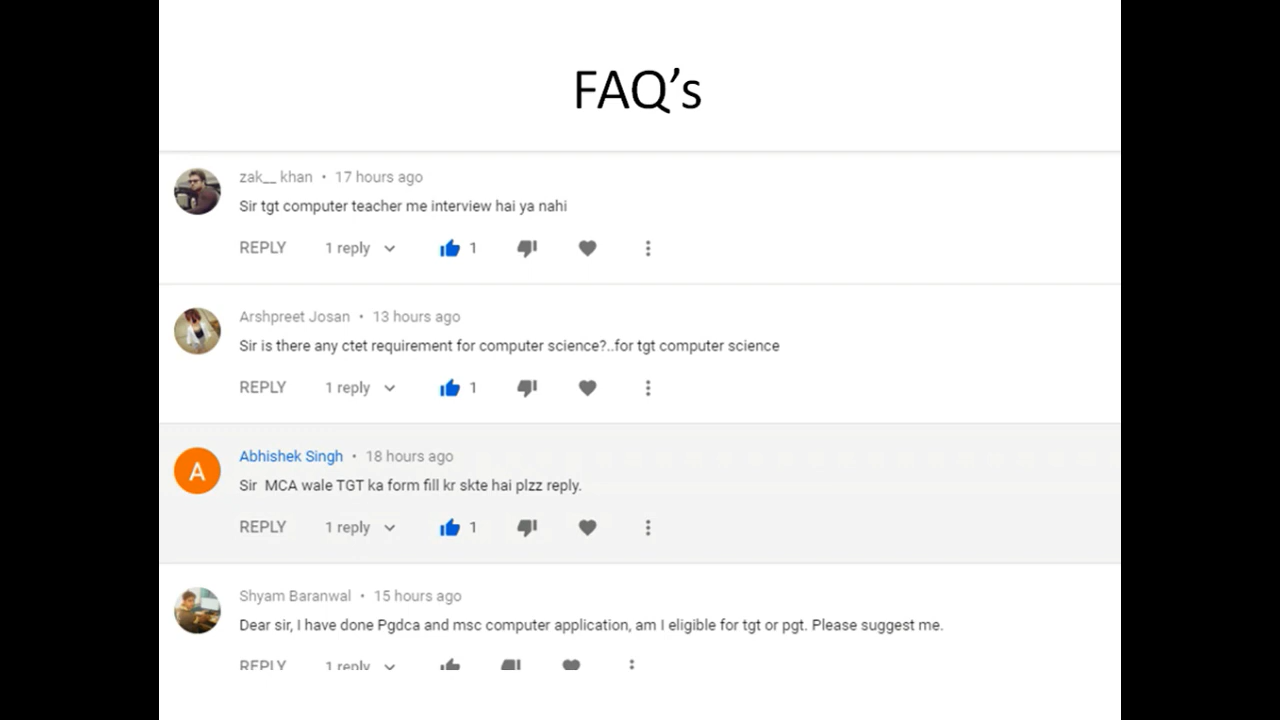 FAQ’s
zak__ khan • 17 hours ago
Sir tgt computer teacher me interview hai ya nahi
REPLY 1 reply 1
Arshpreet Josan • 13 hours ago
Sir is there any ctet requirement for computer science?..for tgt computer science
REPLY 1 reply 1
A
Abhishek Singh • 18 hours ago
Sir  MCA wale TGT ka form fill kr skte hai plzz reply.
REPLY 1 reply 1
Shyam Baranwal • 15 hours ago
Dear sir, I have done Pgdca and msc computer application, am I eligible for tgt or pgt. Please suggest me.
REPLY 1 reply